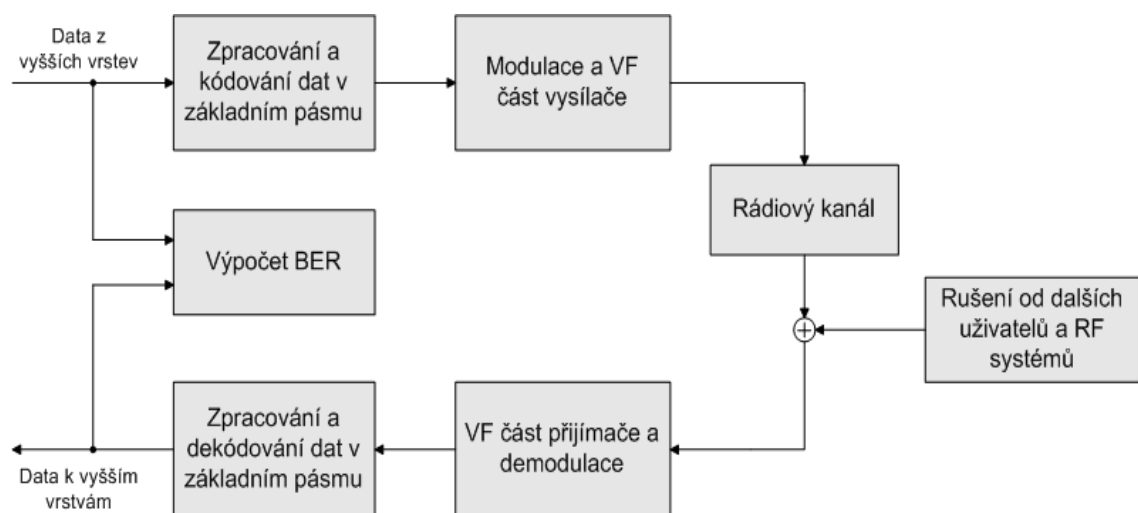 Data z
vyšších vrstev
Zpracování a
kódování dat v
základním pásmu
Modulace a VF
část vysílače
Rádiový kanál
Výpočet BER
Rušení od dalších
uživatelů a RF
systémů
Zpracování a
dekódování dat v
základním pásmu
VF část přijímače a
demodulace
Data k vyšším
vrstvám